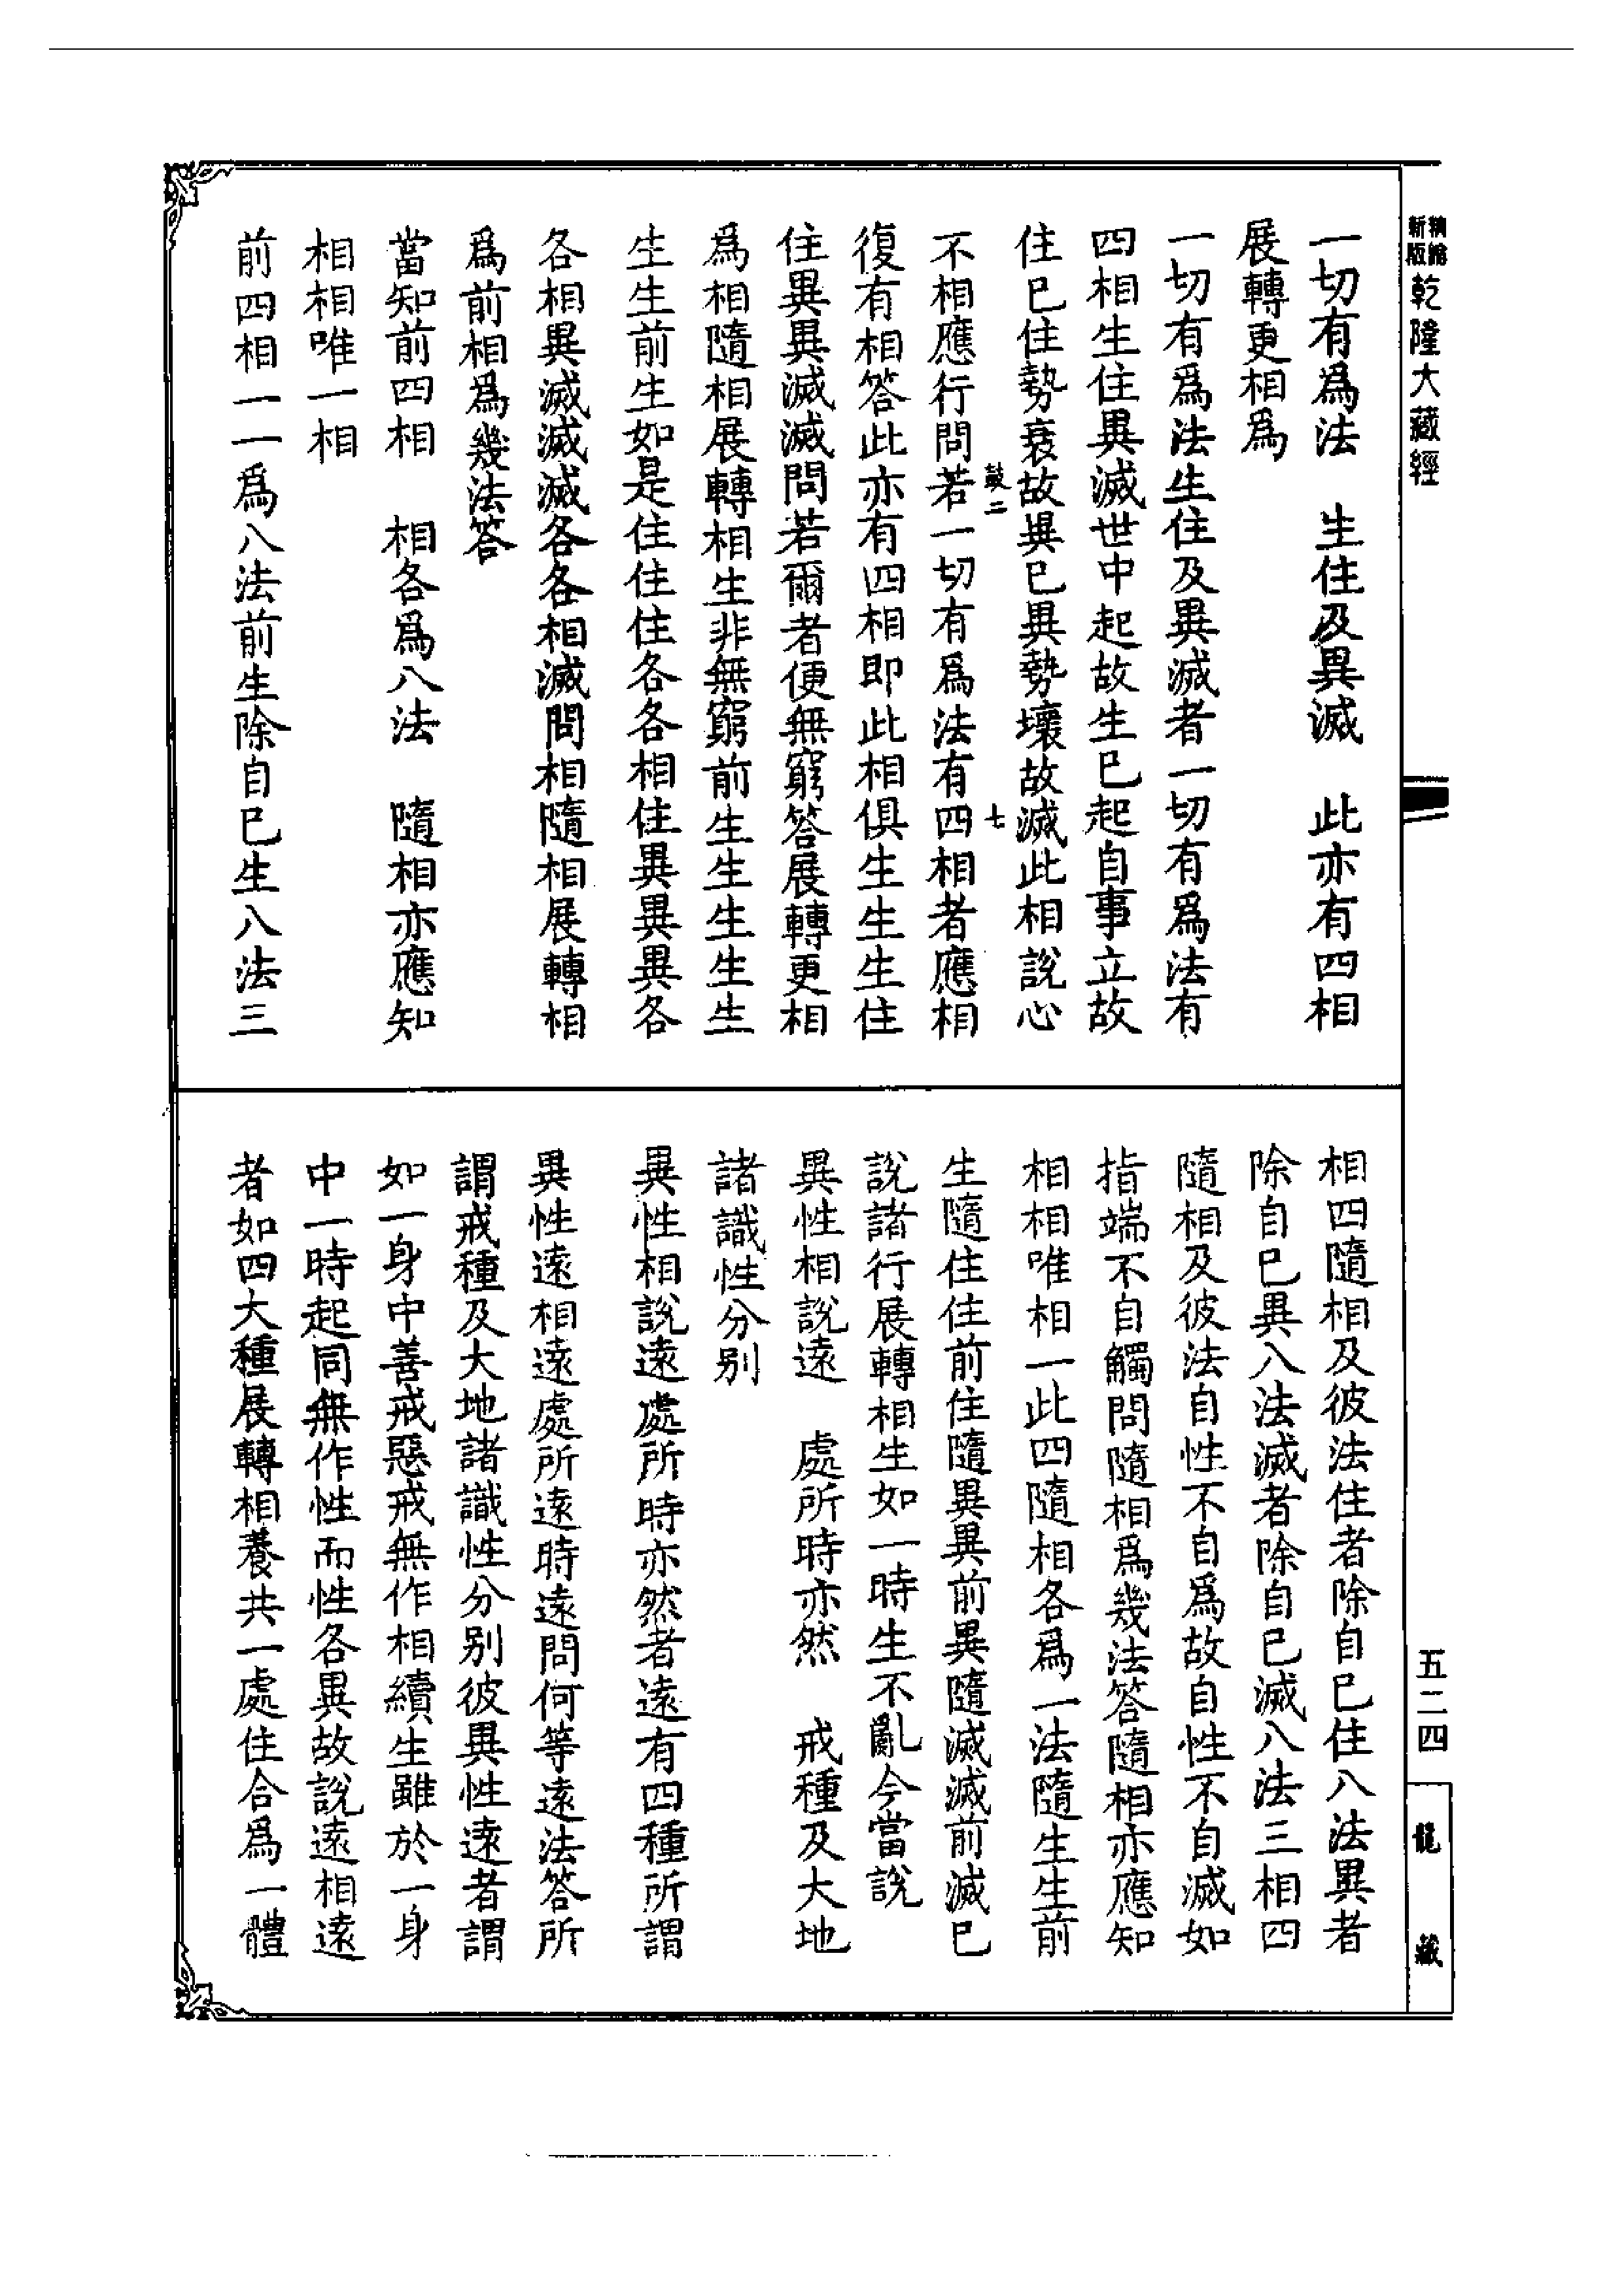 新版精縮乾隆大藏經
一切有爲法　生住及異滅　此亦有四相
展轉更相爲
一切有爲法生住及異滅者一切有爲法有
四相生住異滅世中起故生已起自事立故
住已住勢衰故異已異勢壞故滅此相說心
鼓二　七
不相應行問若一切有爲法有四相者應相
復有相答此亦有四相即此相俱生生生住
住異異滅滅問若爾者便無窮答展轉更相
爲相隨相展轉相生非無窮前生生生生生
生生前生如是住住住各各相住異異異各
各相異滅滅滅各各相滅問相隨相展轉相
爲前相爲幾法答
當知前四相　相各爲八法　隨相亦應知
相相唯一相
前四相一一爲八法前生除自已生八法三
相四隨相及彼法住者除自已住八法異者
除自已異八法滅者除自已滅八法三相四
隨相及彼法自性不自爲故自性不自滅如
指端不自觸問隨相爲幾法答隨相亦應知
相相唯相一此四隨相各爲一法隨生生前
生隨住住前住隨異異前異隨滅滅前滅已
說諸行展轉相生如一時生不亂今當說
異性相說遠　處所時亦然　戒種及大地
諸識性分别
異性相說遠處所時亦然者遠有四種所謂
異性遠相遠處所遠時遠問何等遠法答所
謂戒種及大地諸識性分别彼異性遠者謂
如一身中善戒惡戒無作相續生雖於一身
中一時起同無作性而性各異故說遠相遠
者如四大種展轉相養共一處住合爲一體
五二四
龍藏